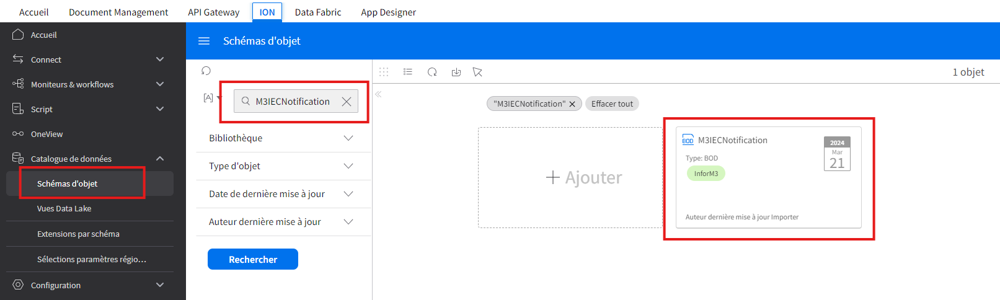 Accueil Document Management API Gateway ION Data Fabric App Designer
Accueil
Connect
Moniteurs & workflows
Script
OneView
Catalogue de données
Schémas d'objet
Vues Data Lake
Extensions par schéma
Sélections paramètres régio...
Configuration
Schémas d'objet
[A]
M3IECNotification
Bibliothèque
Type d'objet
Date de dernière mise à jour
Auteur dernière mise à jour
Rechercher
1 objet
"M3IECNotification" Effacer tout
Ajouter
BOD M3IECNotification
Type: BOD
InforM3
2024
Mar
21
Auteur dernière mise à jour Importer